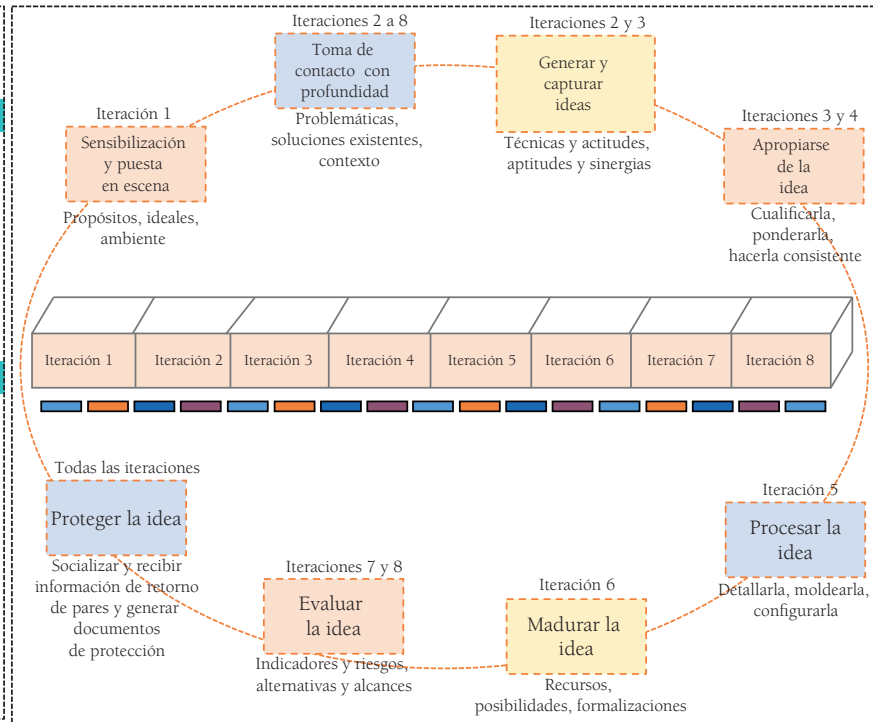 Iteraciones 2 a 8
Toma de
contacto con
profundidad
Problemáticas,
soluciones existentes,
contexto
Iteraciones 2 y 3
Generar y
capturar
ideas
Técnicas y actitudes,
aptitudes y sinergias
Iteración 1
Sensibilización
y puesta
en escena
Propósitos, ideales,
ambiente
Iteraciones 3 y 4
Apropiarse
de la
idea
Cualificarla,
ponderarla,
hacerla consistente
Iteración 1
Iteración 2
Iteración 3
Iteración 4
Iteración 5
Iteración 6
Iteración 7
Iteración 8
Todas las iteraciones
Proteger la idea
Socializar y recibir
información de retorno
de pares y generar
documentos
de protección
Iteraciones 7 y 8
Evaluar
la idea
Indicadores y riesgos,
alternativas y alcances
Iteración 6
Madurar la
idea
Recursos,
posibilidades, formalizaciones
Iteración 5
Procesar la
idea
Detallarla, moldearla,
configurarla